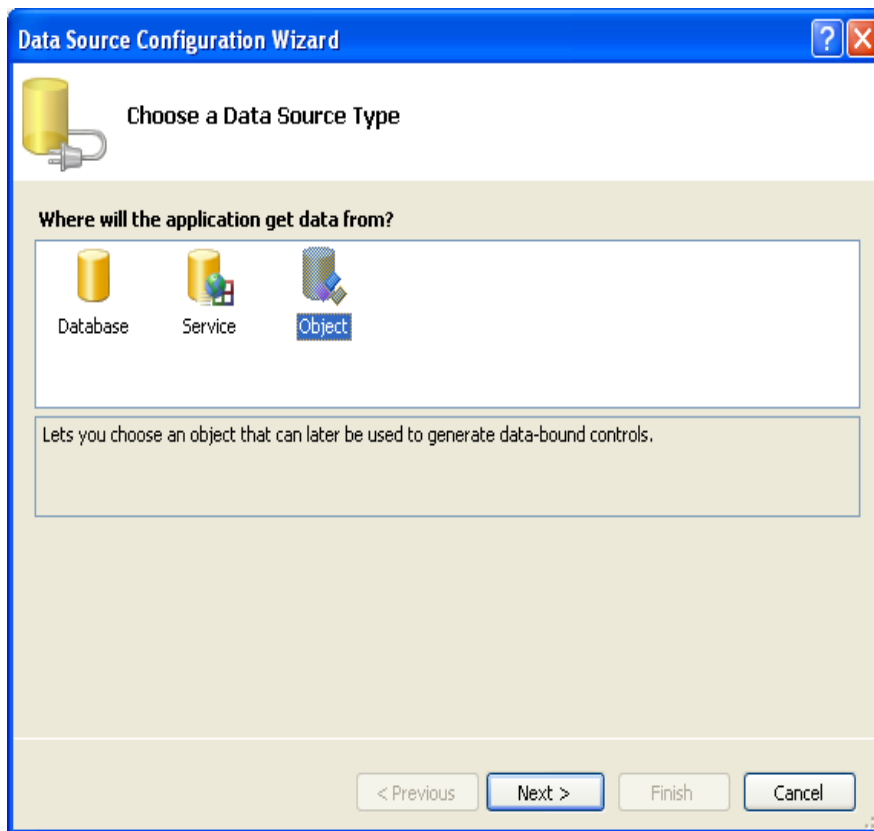 Data Source Configuration Wizard
?
Choose a Data Source Type
Where will the application get data from?
Database Service Object
Lets you choose an object that can later be used to generate data-bound controls.
< Previous Next > Finish Cancel